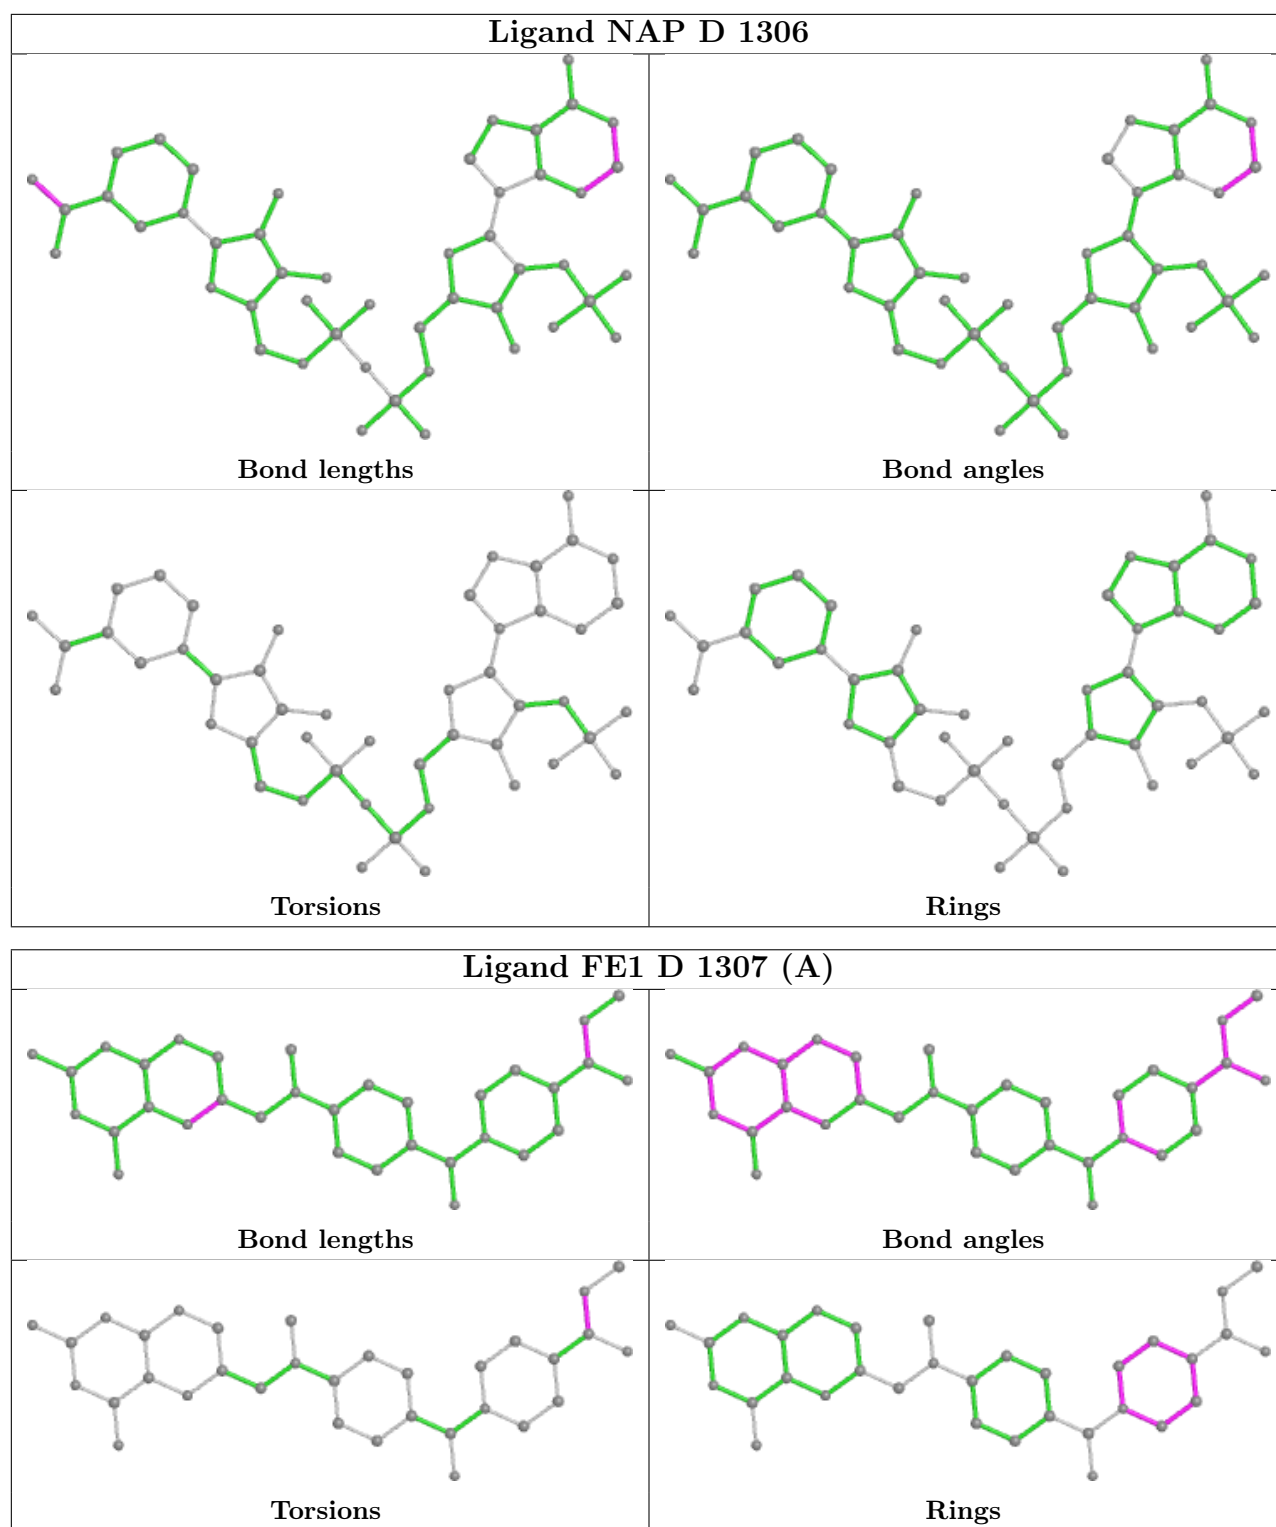 Ligand NAP D 1306
Bond lengths
Bond angles
Torsions
Rings
Ligand FE1 D 1307 (A)
Bond lengths
Bond angles
Torsions
Rings